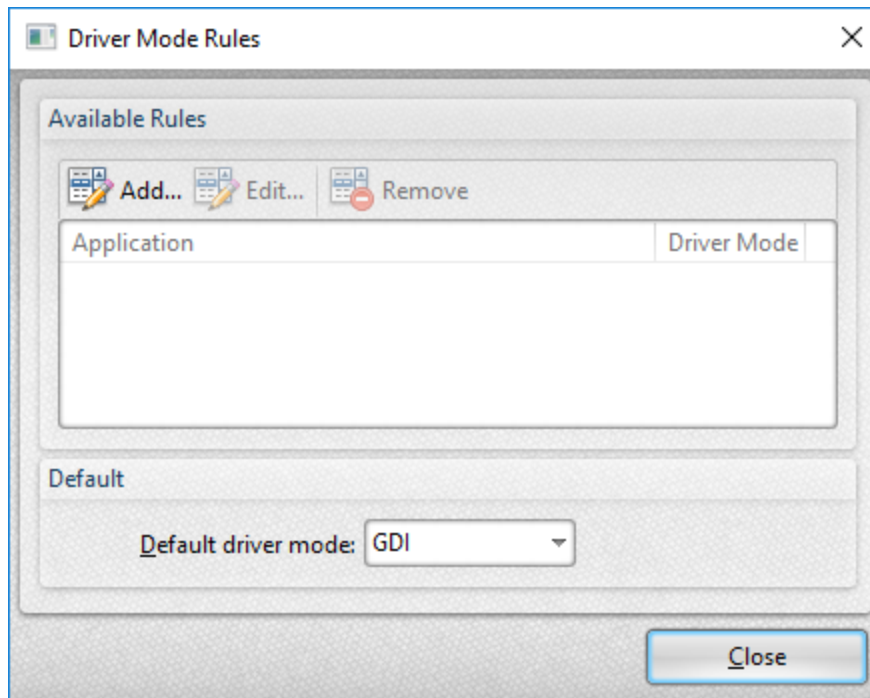 Driver Mode Rules
Available Rules
Add... Edit... Remove
Application Driver Mode
Default
Default driver mode: GDI
Close